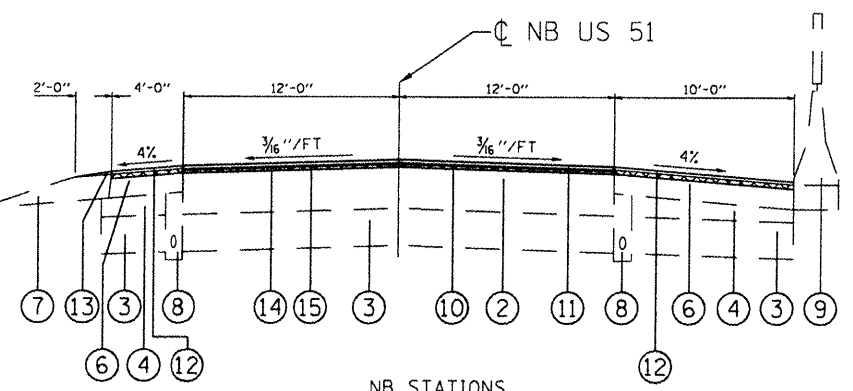 ℄ NB US 51
2'-0" 4'-0" 12'-0" 12'-0" 10'-0"
4% 3/16"/FT 3/16"/FT 4%
0 0
7 13 3 8 14 15 3 10 2 11 8 6 4 3 9
6 4 12 12
NB STATIONS